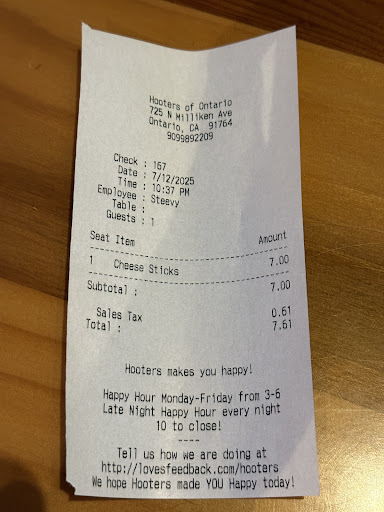 Hooters of Ontario
725 N Milliken Ave
Ontario, CA 91764
9099892209
Check : 167
Date : 7/12/2025
Time : 10:37 PM
Employee : Steevy
Table :
Guests : 1
Seat Item Amount
1 Cheese Sticks 7.00
Subtotal : 7.00
Sales Tax 0.61
Total : 7.61
Hooters makes you happy!
Happy Hour Monday-Friday from 3-6
Late Night Happy Hour every night
10 to close!
----
Tell us how we are doing at
http://lovesfeedback.com/hooters
We hope Hooters made YOU Happy today!